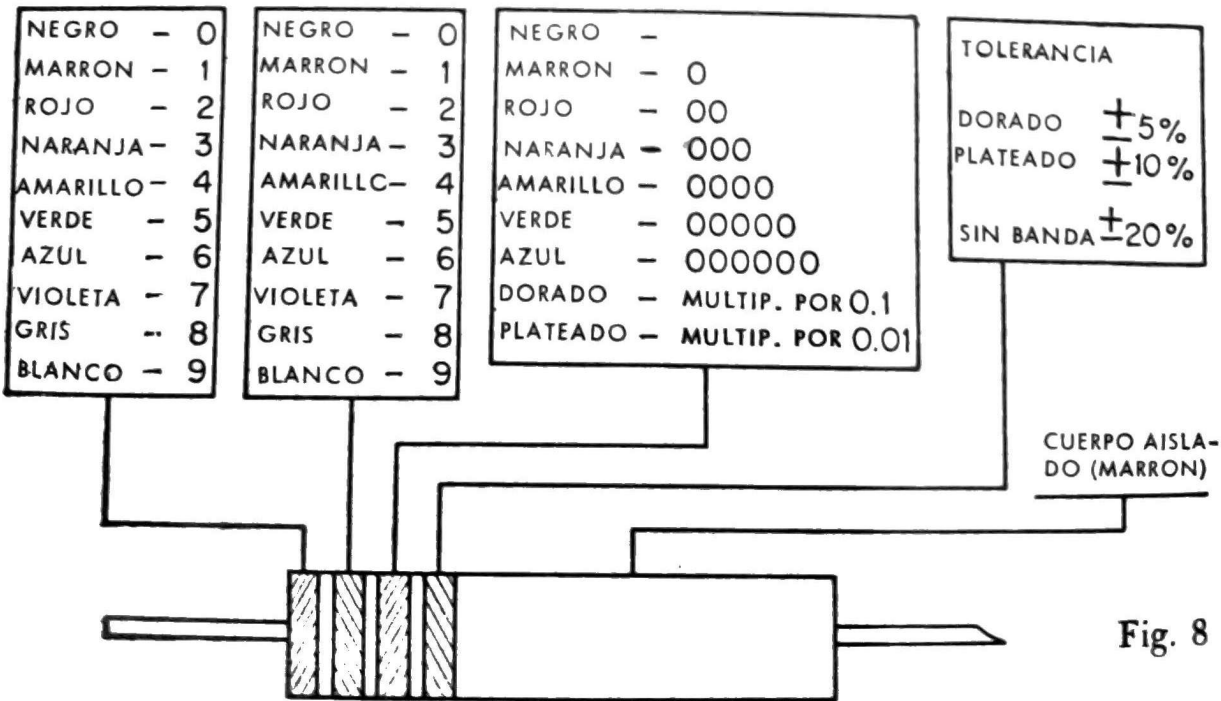 NEGRO - 0
MARRON - 1
ROJO - 2
NARANJA - 3
AMARILLO - 4
VERDE - 5
AZUL - 6
VIOLETA - 7
GRIS - 8
BLANCO - 9
NEGRO - 0
MARRON - 1
ROJO - 2
NARANJA - 3
AMARILLC - 4
VERDE - 5
AZUL - 6
VIOLETA - 7
GRIS - 8
BLANCO - 9
NEGRO -
MARRON - 0
ROJO - 00
NARANJA - 000
AMARILLO - 0000
VERDE - 00000
AZUL - 000000
DORADO - MULTIP. POR 0.1
PLATEADO - MULTIP. POR 0.01
TOLERANCIA
DORADO ±5%
PLATEADO ±10%
SIN BANDA ±20%
CUERPO AISLA-
DO (MARRON)
Fig. 8